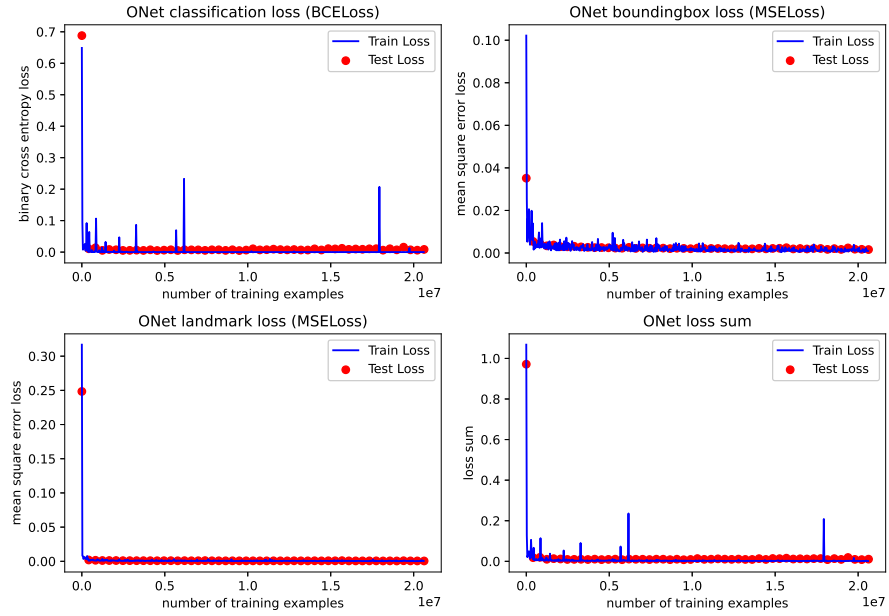 ONet classification loss (BCELoss)
binary cross entropy loss
0.7
0.6
0.5
0.4
0.3
0.2
0.1
0.0
Train Loss
Test Loss
0.0 0.5 1.0 1.5 2.0
1e7
number of training examples
ONet boundingbox loss (MSELoss)
mean square error loss
0.10
0.08
0.06
0.04
0.02
0.00
Train Loss
Test Loss
0.0 0.5 1.0 1.5 2.0
1e7
number of training examples
ONet landmark loss (MSELoss)
mean square error loss
0.30
0.25
0.20
0.15
0.10
0.05
0.00
Train Loss
Test Loss
0.0 0.5 1.0 1.5 2.0
1e7
number of training examples
ONet loss sum
loss sum
1.0
0.8
0.6
0.4
0.2
0.0
Train Loss
Test Loss
0.0 0.5 1.0 1.5 2.0
1e7
number of training examples